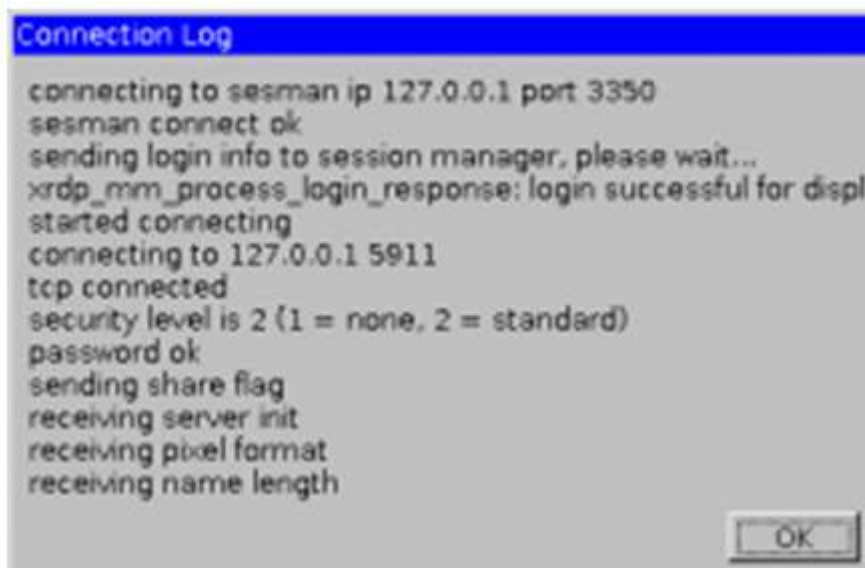 Connection Log
connecting to sesman ip 127.0.0.1 port 3350
sesman connect ok
sending login info to session manager, please wait...
xrdp_mm_process_login_response: login successful for displ
started connecting
connecting to 127.0.0.1 5911
tcp connected
security level is 2 (1 = none, 2 = standard)
password ok
sending share flag
receiving server init
receiving pixel format
receiving name length
OK